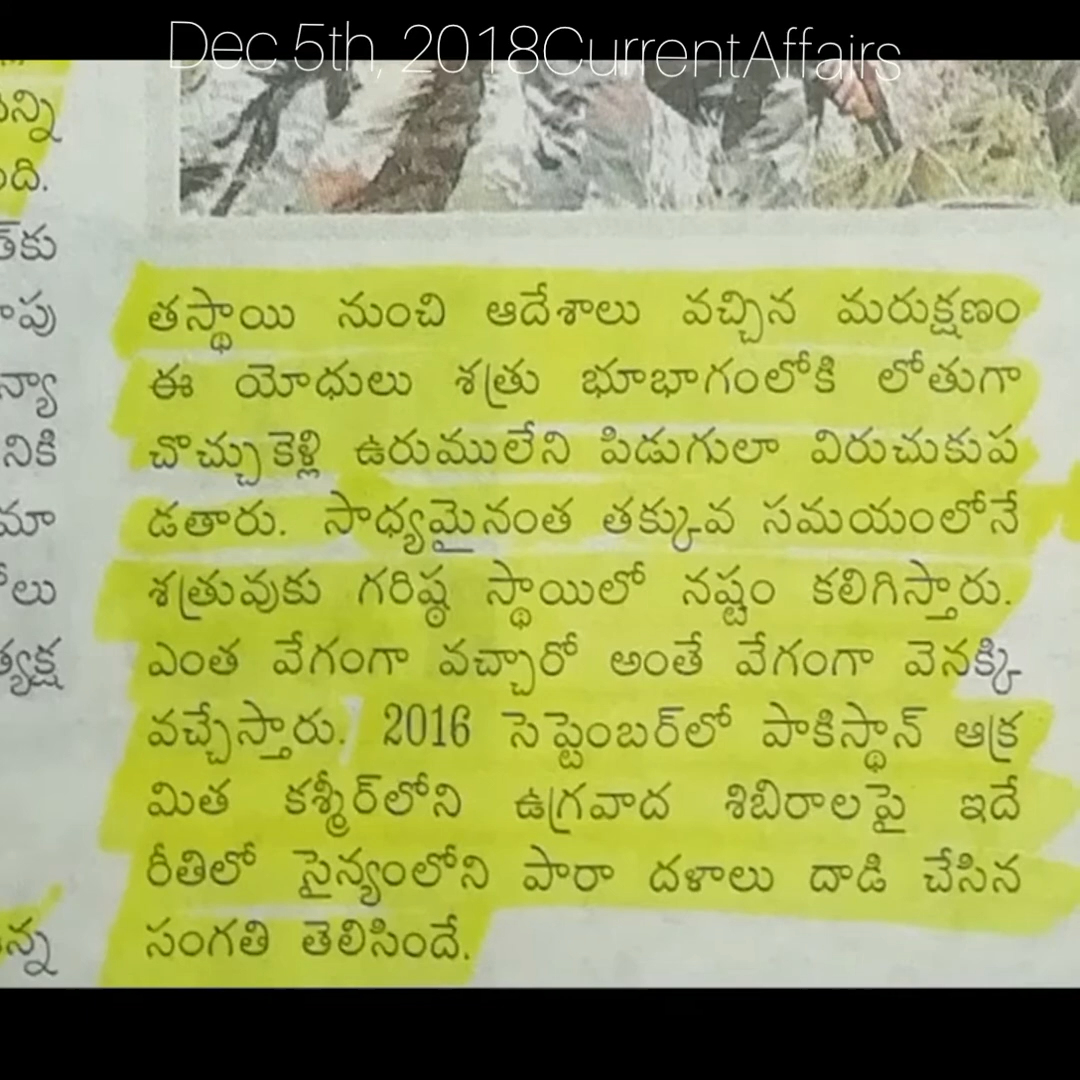 Dec 5th, 2018CurrentAffairs
తస్థాయి నుంచి ఆదేశాలు వచ్చిన మరుక్షణం
ఈ యోధులు శత్రు భూభాగంలోకి లోతుగా
చొచ్చుకెళ్లి ఉరుములేని పిడుగులా విరుచుకుప
డతారు. సాధ్యమైనంత తక్కువ సమయంలోనే
శత్రువుకు గరిష్ఠ స్థాయిలో నష్టం కలిగిస్తారు.
ఎంత వేగంగా వచ్చారో అంతే వేగంగా వెనక్కి
వచ్చేస్తారు. 2016 సెప్టెంబర్‌లో పాకిస్థాన్ ఆక్ర
మిత కశ్మీర్‌లోని ఉగ్రవాద శిబిరాలపై ఇదే
రీతిలో సైన్యంలోని పారా దళాలు దాడి చేసిన
సంగతి తెలిసిందే.